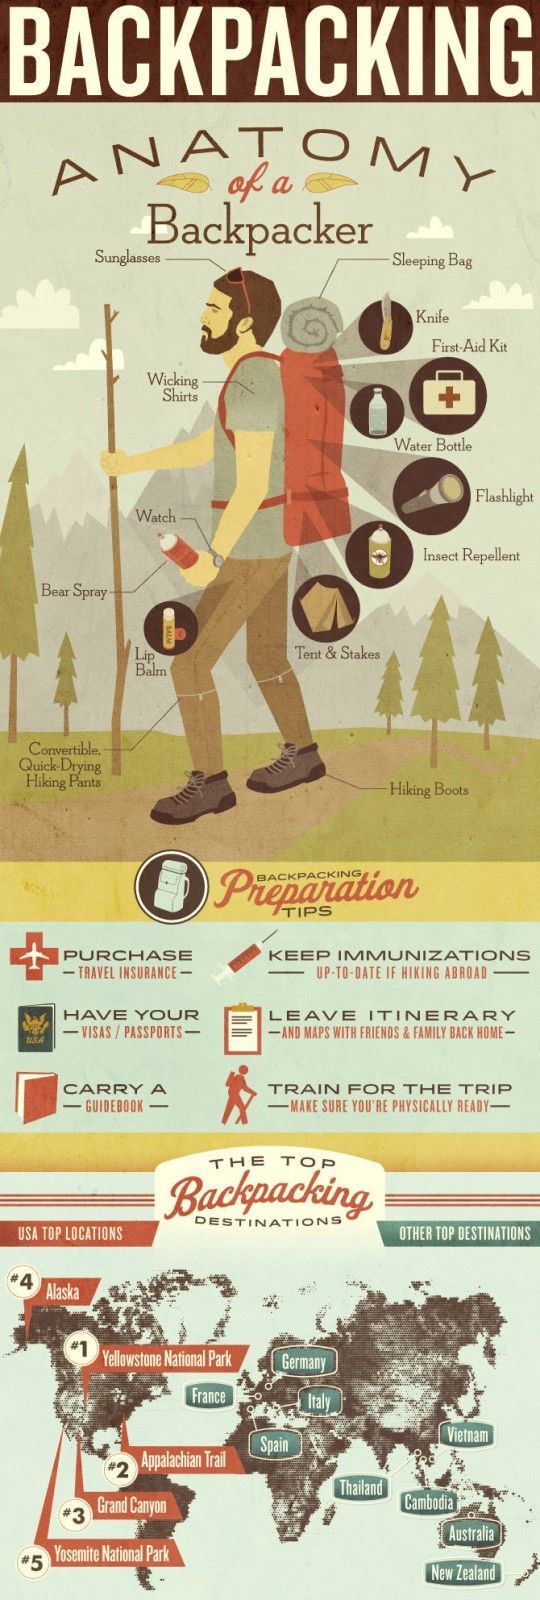 BACKPACKING
ANATOMY
of a
Backpacker
Sunglasses
Sleeping Bag
Knife
First-Aid Kit
Wicking
Shirts
Water Bottle
Flashlight
Watch
Insect Repellent
Bear Spray
BALM
Lip
Balm
Tent & Stakes
Convertible,
Quick-Drying
Hiking Pants
Hiking Boots
BACKPACKING
Preparation
TIPS
PURCHASE
TRAVEL INSURANCE
KEEP IMMUNIZATIONS
UP-TO-DATE IF HIKING ABROAD
HAVE YOUR
VISAS / PASSPORTS
USA
LEAVE ITINERARY
AND MAPS WITH FRIENDS & FAMILY BACK HOME
CARRY A
GUIDEBOOK
TRAIN FOR THE TRIP
MAKE SURE YOU'RE PHYSICALLY READY
THE TOP
Backpacking
DESTINATIONS
USA TOP LOCATIONS
OTHER TOP DESTINATIONS
#4 Alaska
#1 Yellowstone National Park
Germany
France
Italy
Spain
Vietnam
#2 Appalachian Trail
Thailand
Cambodia
#3 Grand Canyon
Australia
#5 Yosemite National Park
New Zealand